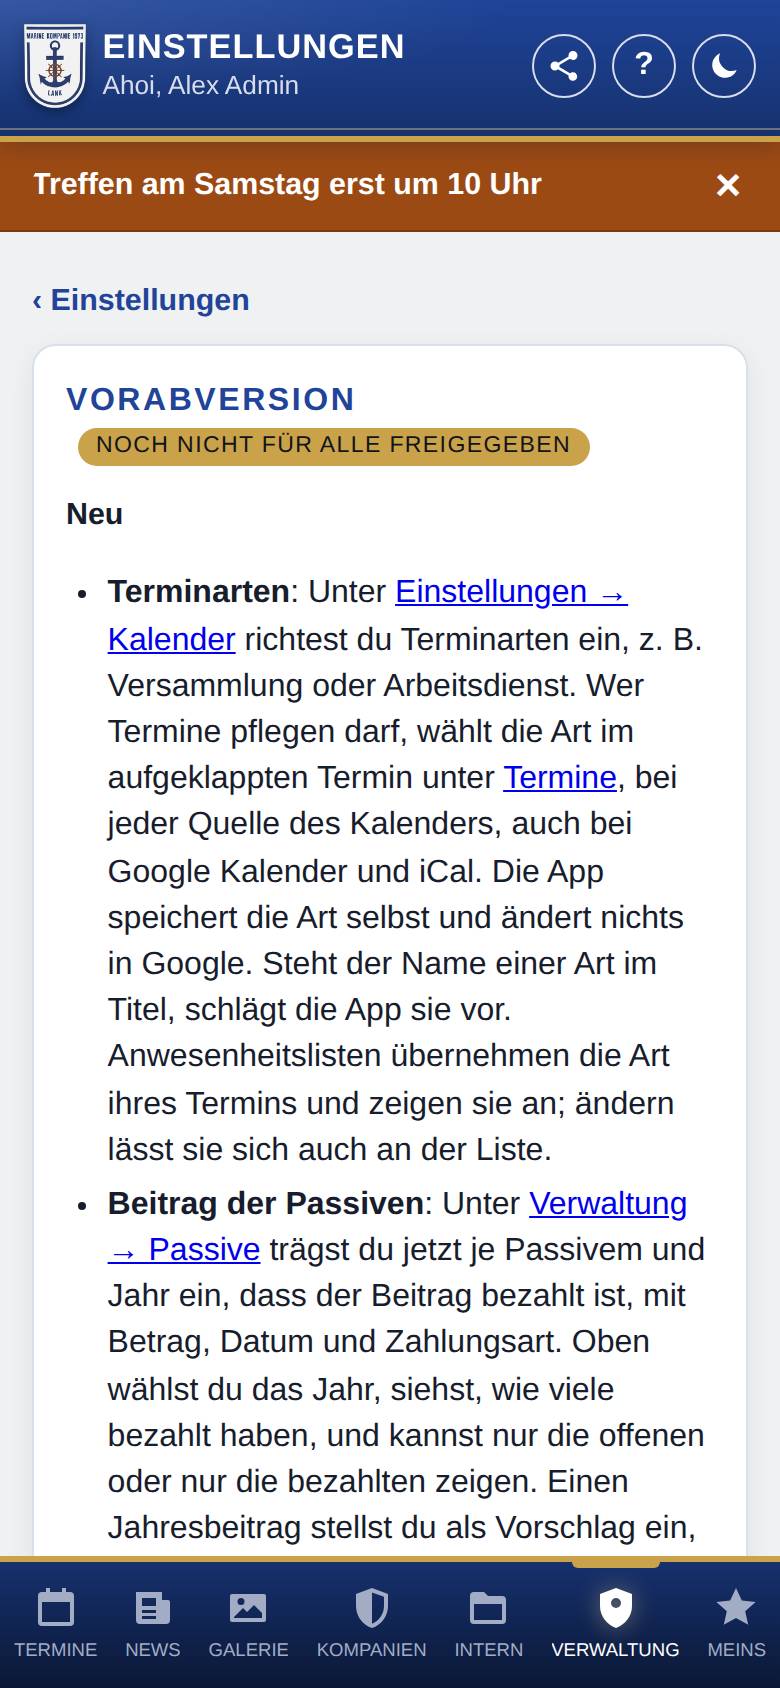 MARINE KOMPANIE 1973
LANK
EINSTELLUNGEN
Ahoi, Alex Admin
?
Treffen am Samstag erst um 10 Uhr
×
‹ Einstellungen
VORABVERSION
NOCH NICHT FÜR ALLE FREIGEGEBEN
Neu
• Terminarten: Unter Einstellungen →
Kalender richtest du Terminarten ein, z. B.
Versammlung oder Arbeitsdienst. Wer
Termine pflegen darf, wählt die Art im
aufgeklappten Termin unter Termine, bei
jeder Quelle des Kalenders, auch bei
Google Kalender und iCal. Die App
speichert die Art selbst und ändert nichts
in Google. Steht der Name einer Art im
Titel, schlägt die App sie vor.
Anwesenheitslisten übernehmen die Art
ihres Termins und zeigen sie an; ändern
lässt sie sich auch an der Liste.
• Beitrag der Passiven: Unter Verwaltung
→ Passive trägst du jetzt je Passivem und
Jahr ein, dass der Beitrag bezahlt ist, mit
Betrag, Datum und Zahlungsart. Oben
wählst du das Jahr, siehst, wie viele
bezahlt haben, und kannst nur die offenen
oder nur die bezahlten zeigen. Einen
Jahresbeitrag stellst du als Vorschlag ein,
TERMINE NEWS GALERIE KOMPANIEN INTERN VERWALTUNG MEINS